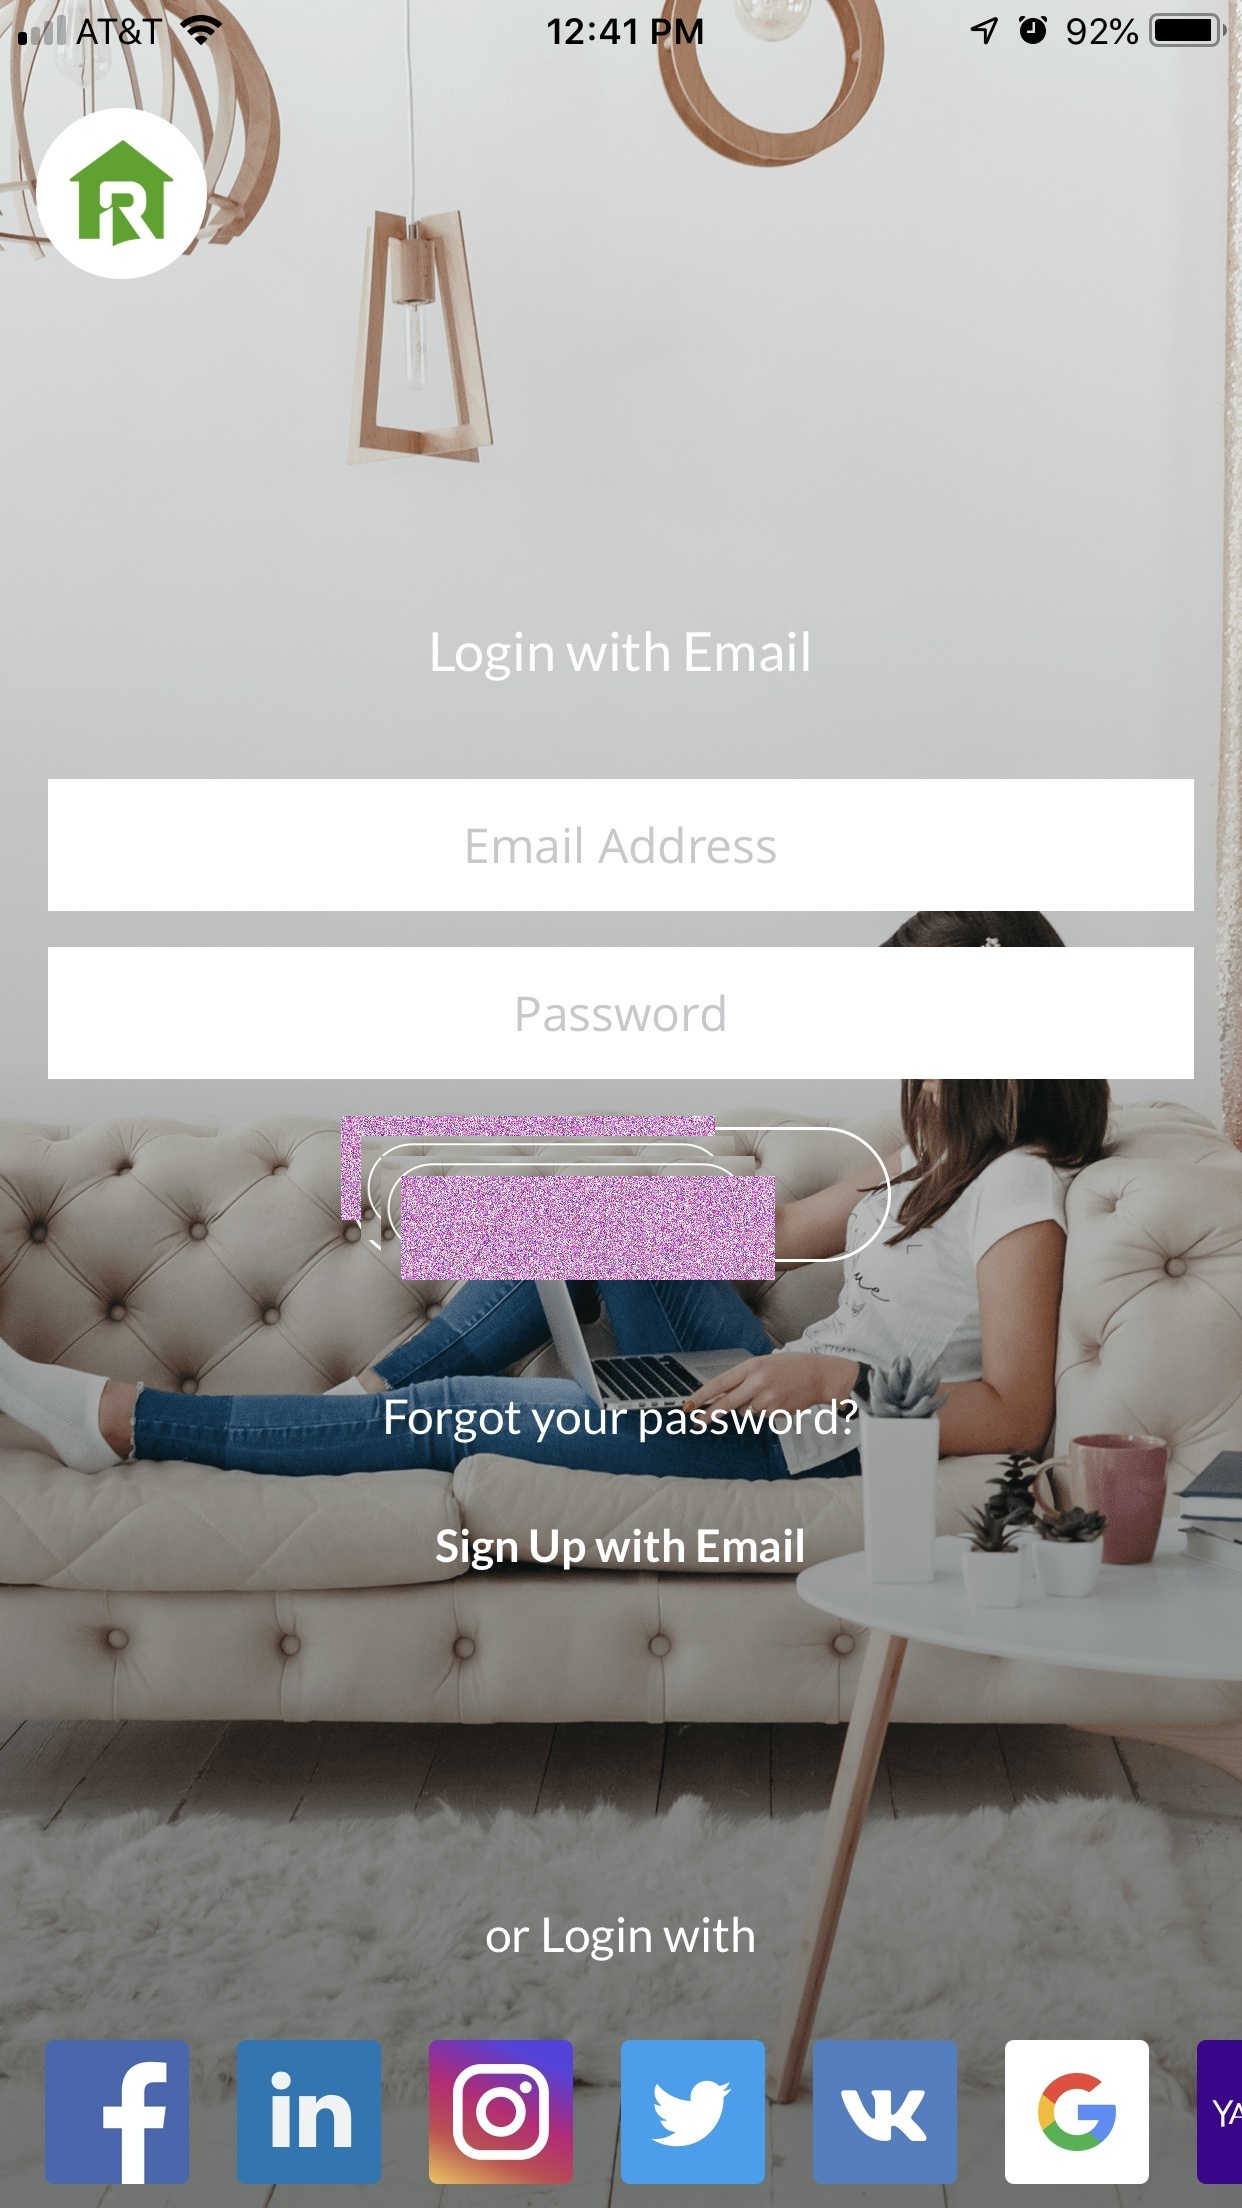 AT&T 12:41 PM 92%
R
Login with Email
Email Address
Password
Forgot your password?
Sign Up with Email
or Login with
f in VK G YA